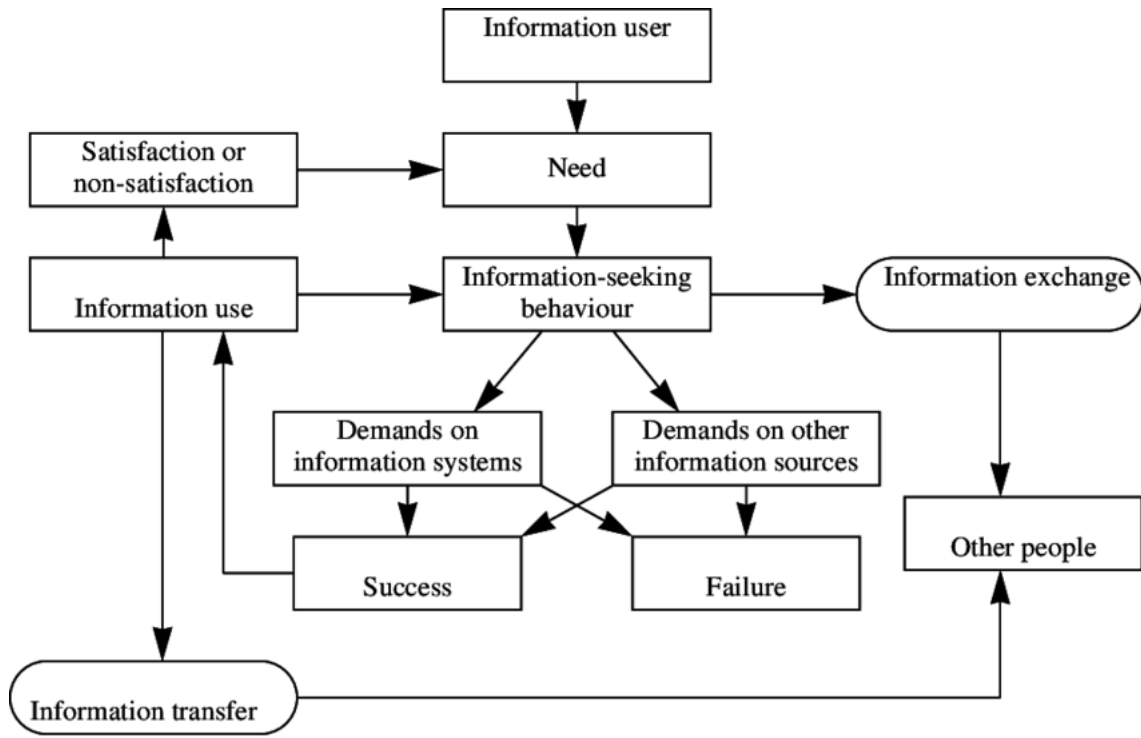 Information user
Satisfaction or
non-satisfaction
Need
Information use
Information-seeking
behaviour
Information exchange
Demands on
information systems
Demands on other
information sources
Success
Failure
Other people
Information transfer